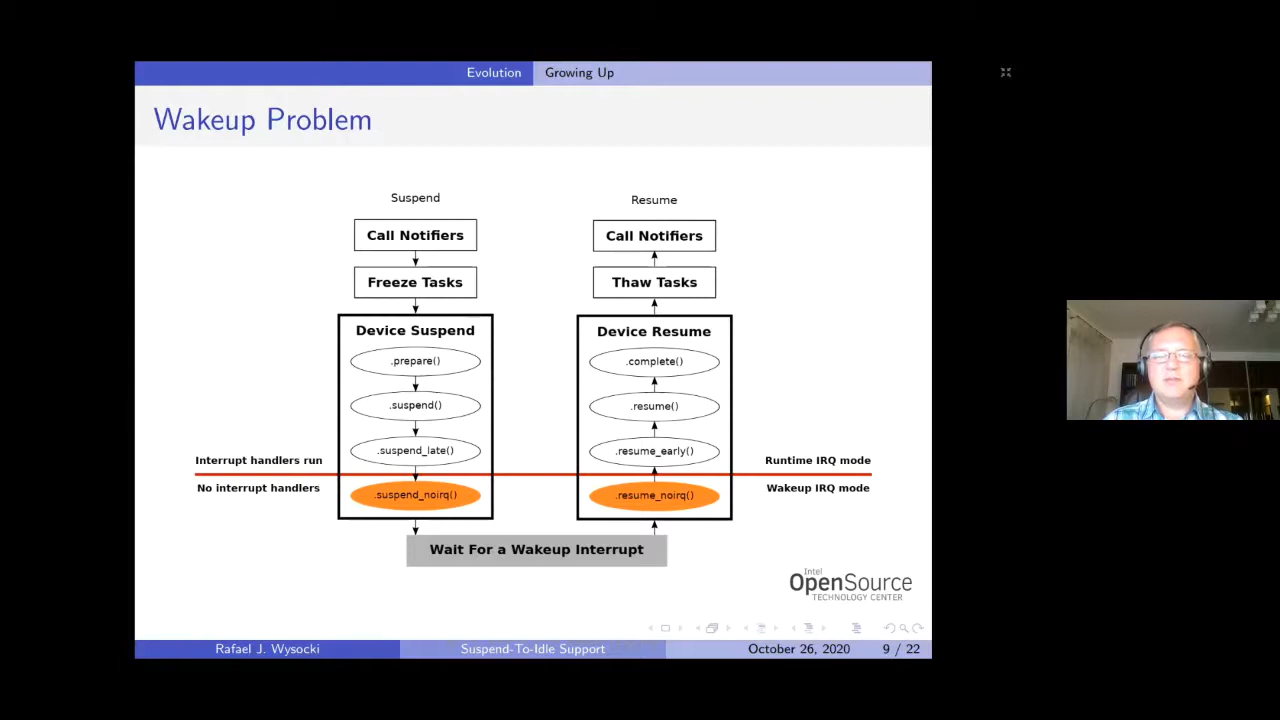 Evolution Growing Up
Wakeup Problem
Suspend
Resume
Call Notifiers
Call Notifiers
Freeze Tasks
Thaw Tasks
Device Suspend
Device Resume
.prepare()
.complete()
.suspend()
.resume()
.suspend_late()
.resume_early()
Interrupt handlers run
Runtime IRQ mode
No interrupt handlers
Wakeup IRQ mode
.suspend_noirq()
.resume_noirq()
Wait For a Wakeup Interrupt
Intel
OpenSource
TECHNOLOGY CENTER
Rafael J. Wysocki Suspend-To-Idle Support October 26, 2020 9 / 22